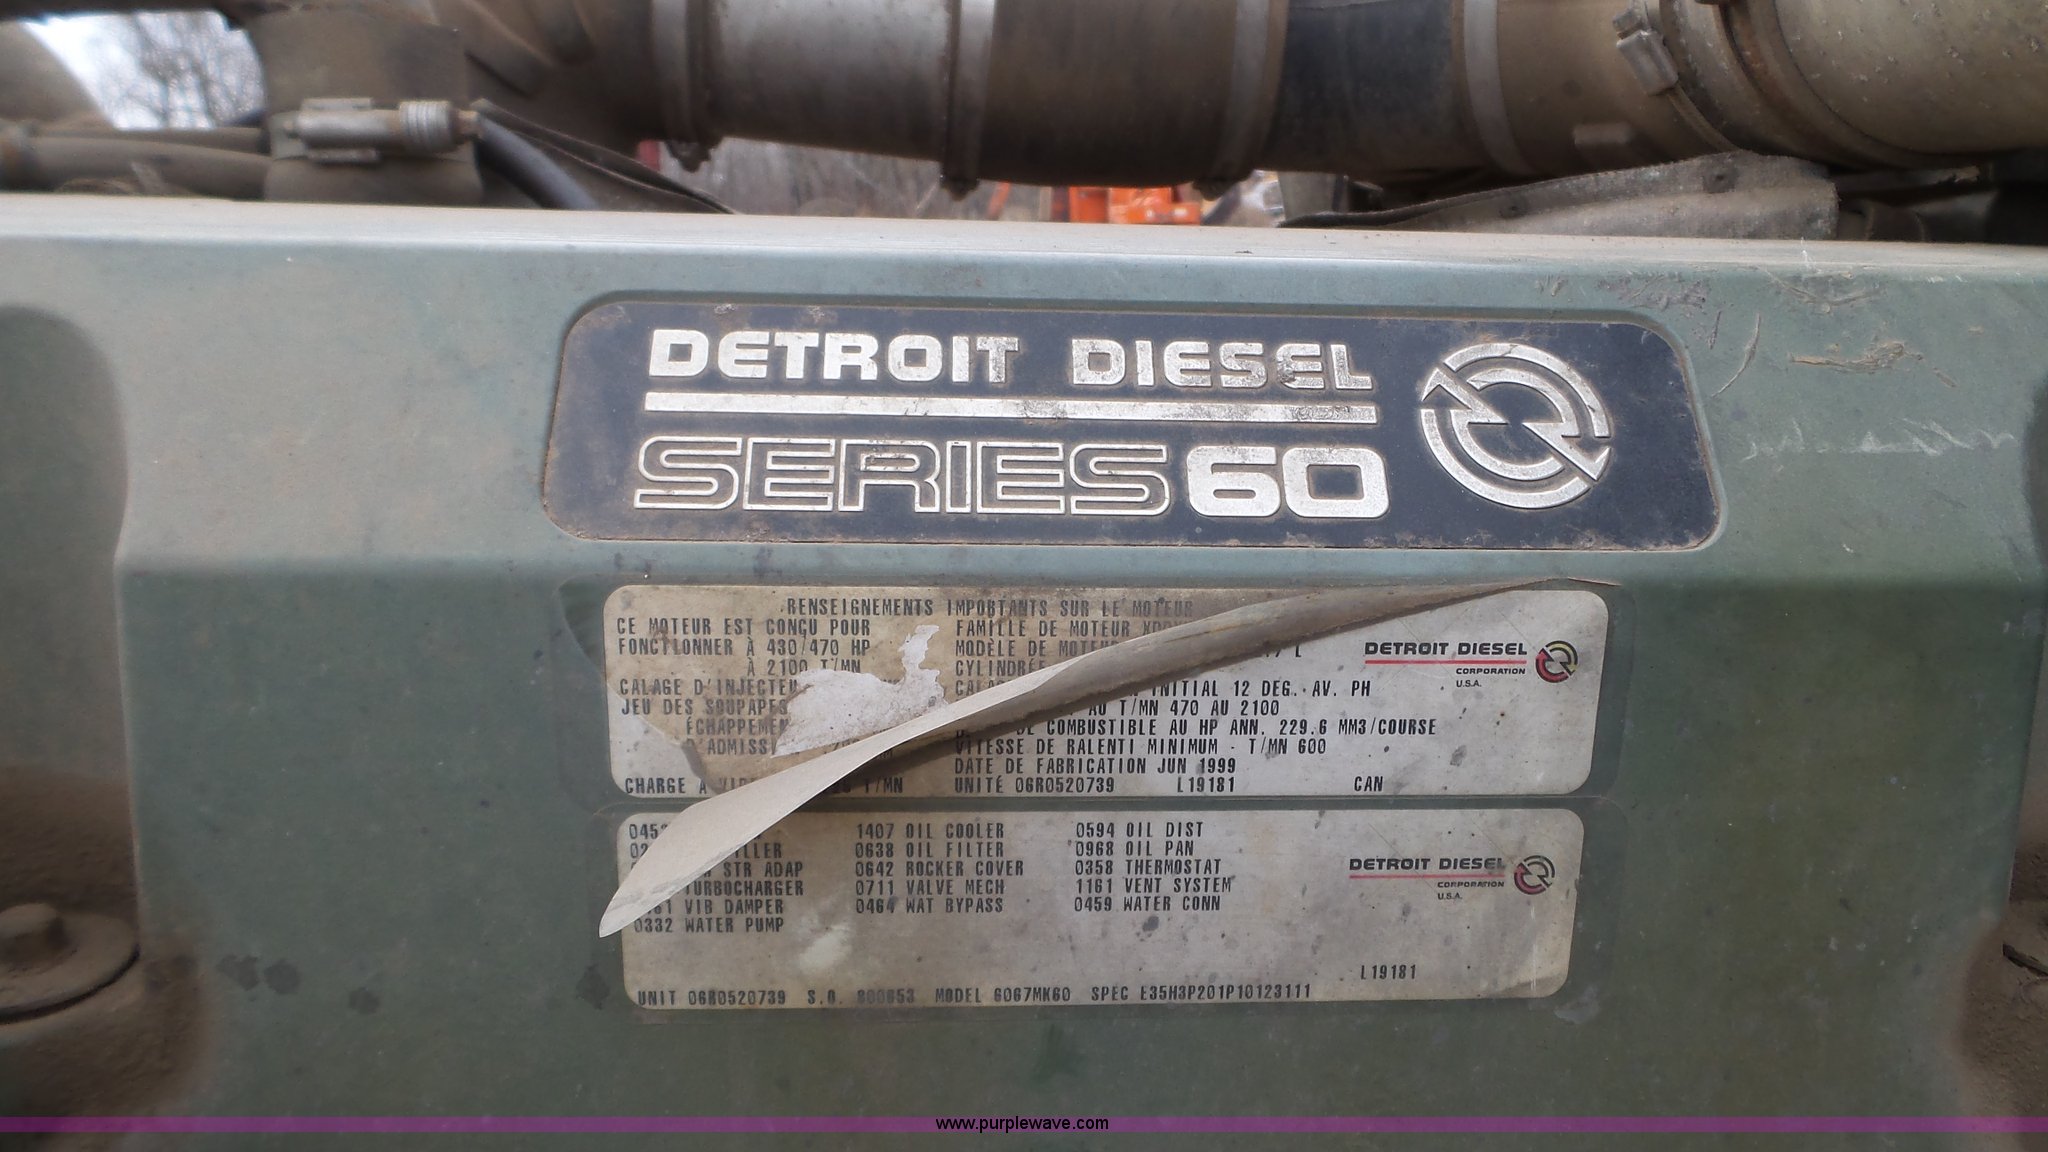 DETROIT DIESEL
SERIES 60
RENSEIGNEMENTS IMPORTANTS SUR LE MOTEUR
CE MOTEUR EST CONÇU POUR
FONCTIONNER À 430/470 HP
À 2100 T/MN
CALAGE D'INJECTEU
JEU DES SOUPAPES
ÉCHAPPEMEN
D'ADMISSI
CHARGE À T/MN
FAMILLE DE MOTEUR
MODÈLE DE MOTEUR
CYLINDRÉE L
INITIAL 12 DEG. AV. PH
AU T/MN 470 AU 2100
DE COMBUSTIBLE AU HP ANN. 229.6 MM3/COURSE
VITESSE DE RALENTI MINIMUM - T/MN 600
DATE DE FABRICATION JUN 1999
UNITÉ 06R0520739 L19181 CAN
DETROIT DIESEL
CORPORATION
U.S.A.
1407 OIL COOLER 0594 OIL DIST
0638 OIL FILTER 0968 OIL PAN
STR ADAP 0642 ROCKER COVER 0358 THERMOSTAT
TURBOCHARGER 0711 VALVE MECH 1161 VENT SYSTEM
VIB DAMPER 0464 WAT BYPASS 0459 WATER CONN
0332 WATER PUMP
DETROIT DIESEL
CORPORATION
U.S.A.
L19181
UNIT 06R0520739 S.O. MODEL 6067MK60 SPEC E35H3P201P10123111
www.purplewave.com